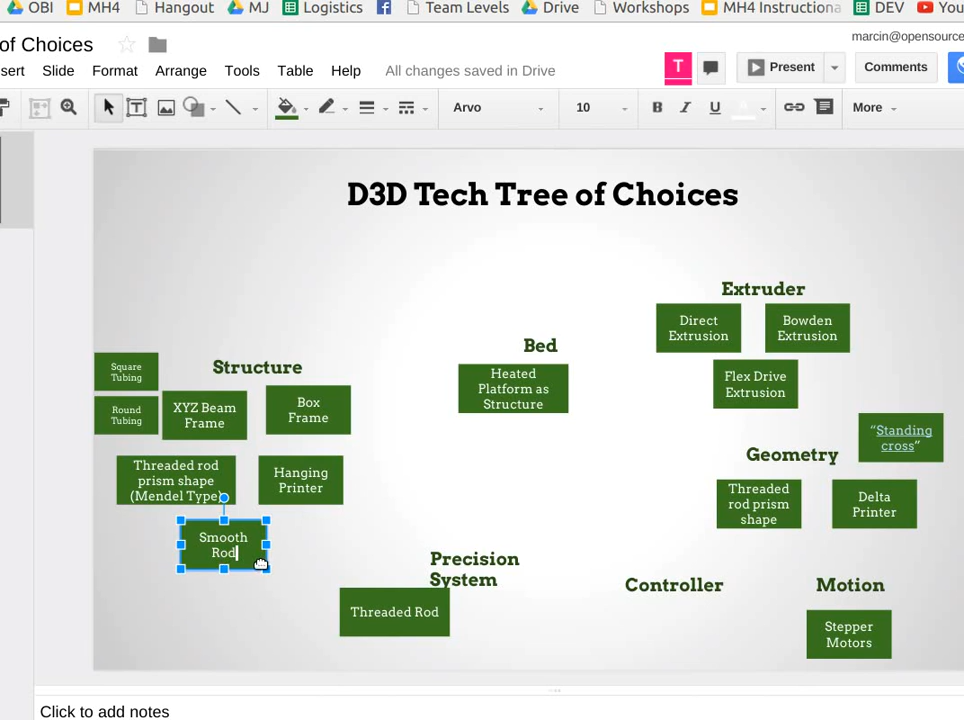 OBI MH4 Hangout MJ Logistics Team Levels Drive Workshops MH4 Instructiona DEV You
of Choices
marcin@opensource
sert Slide Format Arrange Tools Table Help All changes saved in Drive T Present Comments
Arvo 10 B I U More
D3D Tech Tree of Choices
Extruder
Direct
Extrusion
Bowden
Extrusion
Flex Drive
Extrusion
Bed
Heated
Platform as
Structure
Structure
Square
Tubing
Round
Tubing
XYZ Beam
Frame
Box
Frame
Threaded rod
prism shape
(Mendel Type)
Hanging
Printer
Smooth
Rod
Geometry
"Standing
cross"
Threaded
rod prism
shape
Delta
Printer
Precision
System
Threaded Rod
Controller
Motion
Stepper
Motors
Click to add notes